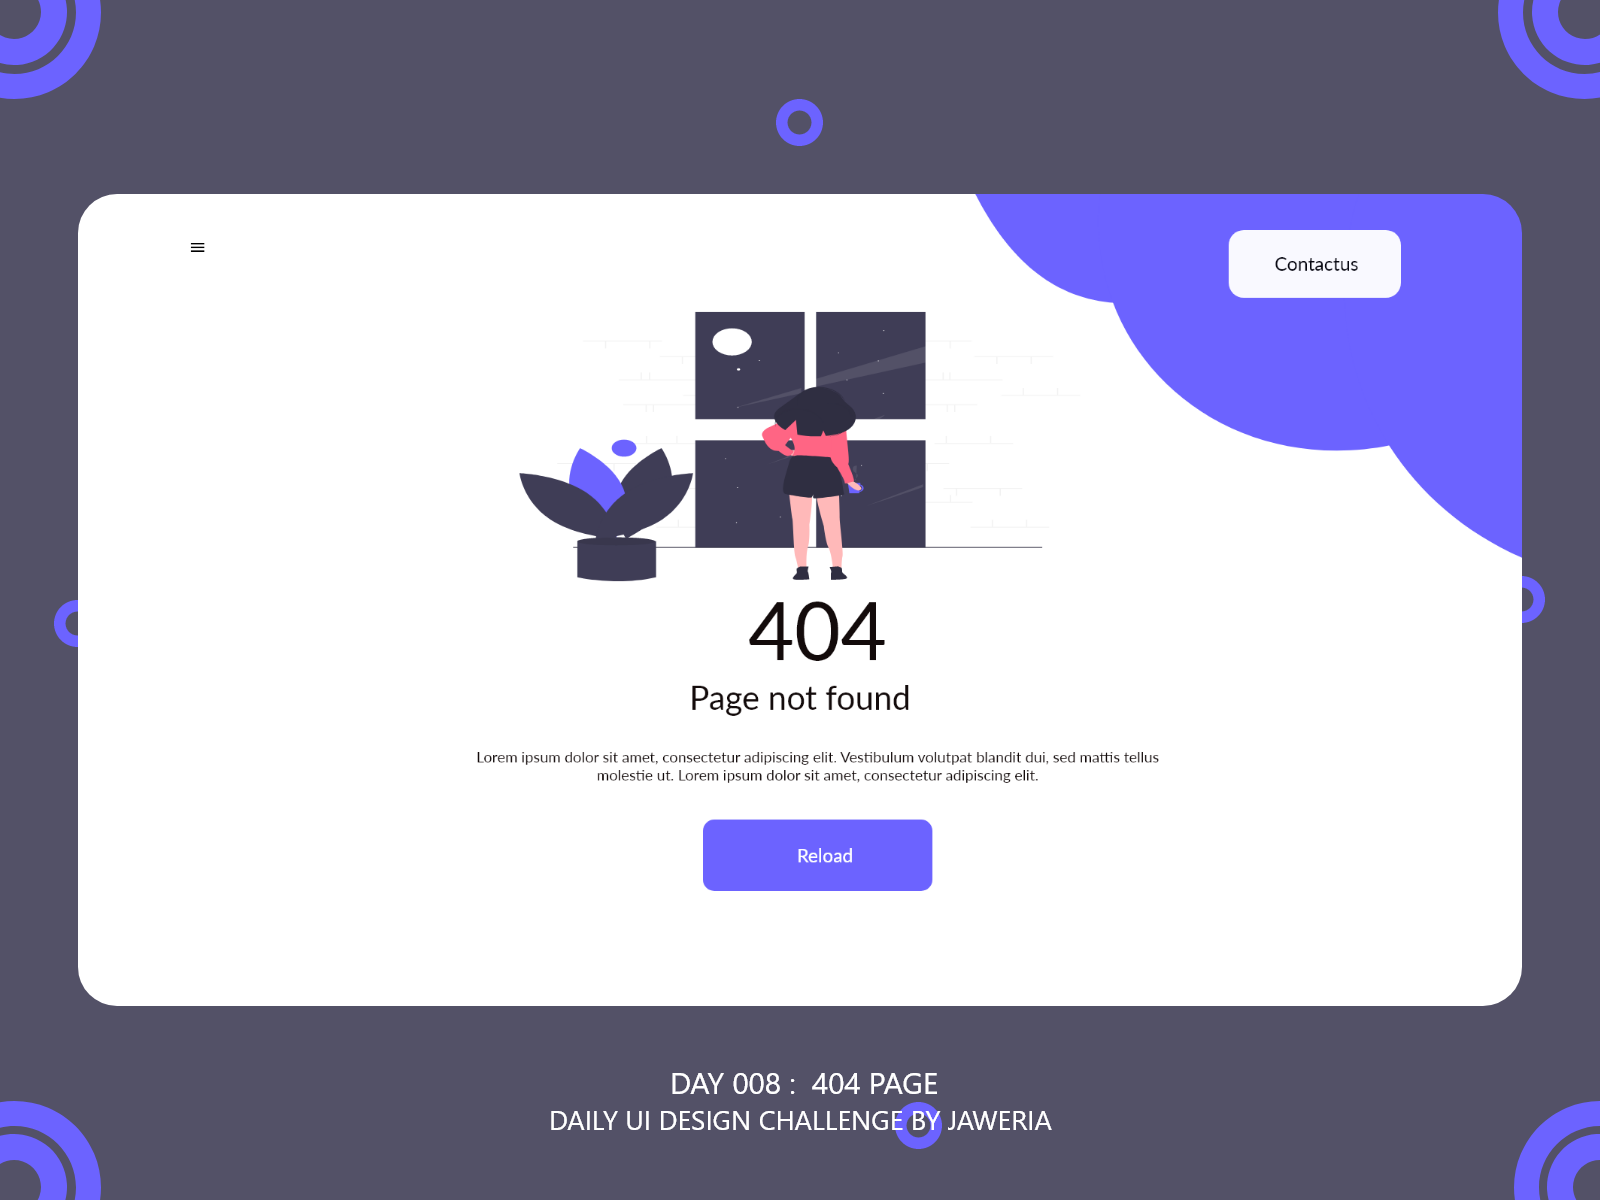 Contactus
404
Page not found
Lorem ipsum dolor sit amet, consectetur adipiscing elit. Vestibulum volutpat blandit dui, sed mattis tellus
molestie ut. Lorem ipsum dolor sit amet, consectetur adipiscing elit.
Reload
DAY 008 : 404 PAGE
DAILY UI DESIGN CHALLENGE BY JAWERIA